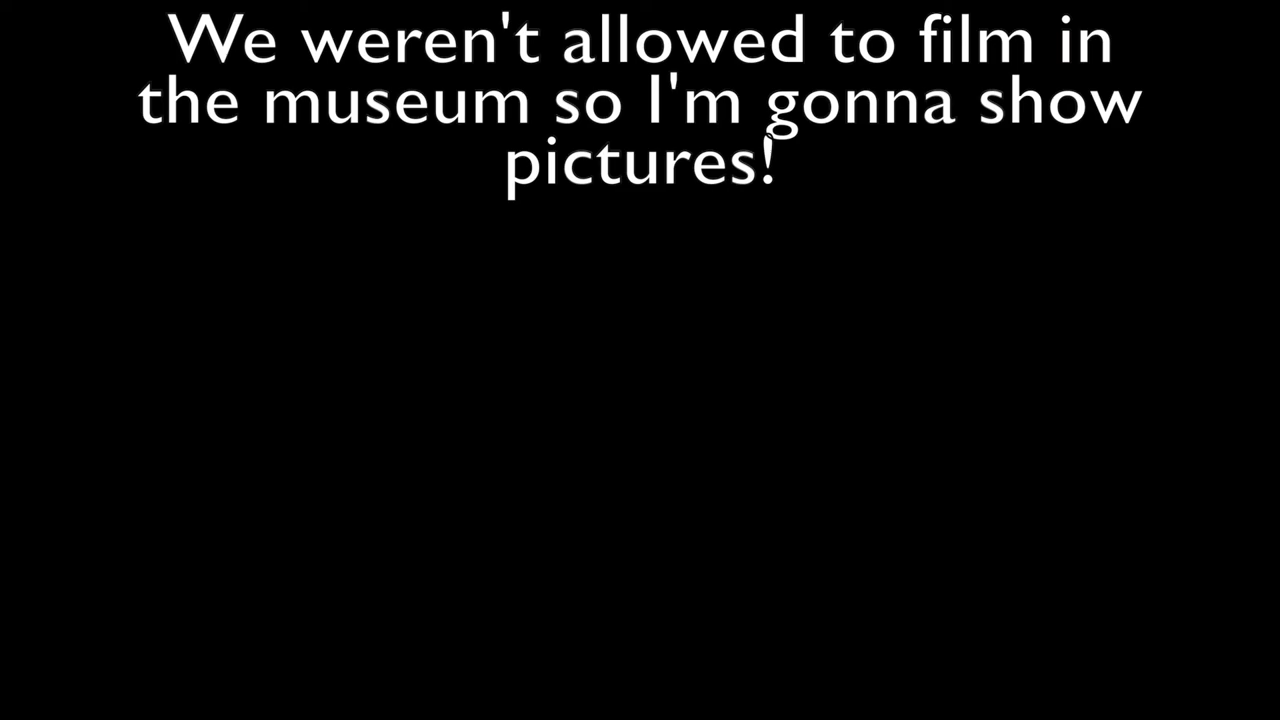 We weren't allowed to film in
the museum so I'm gonna show
pictures!